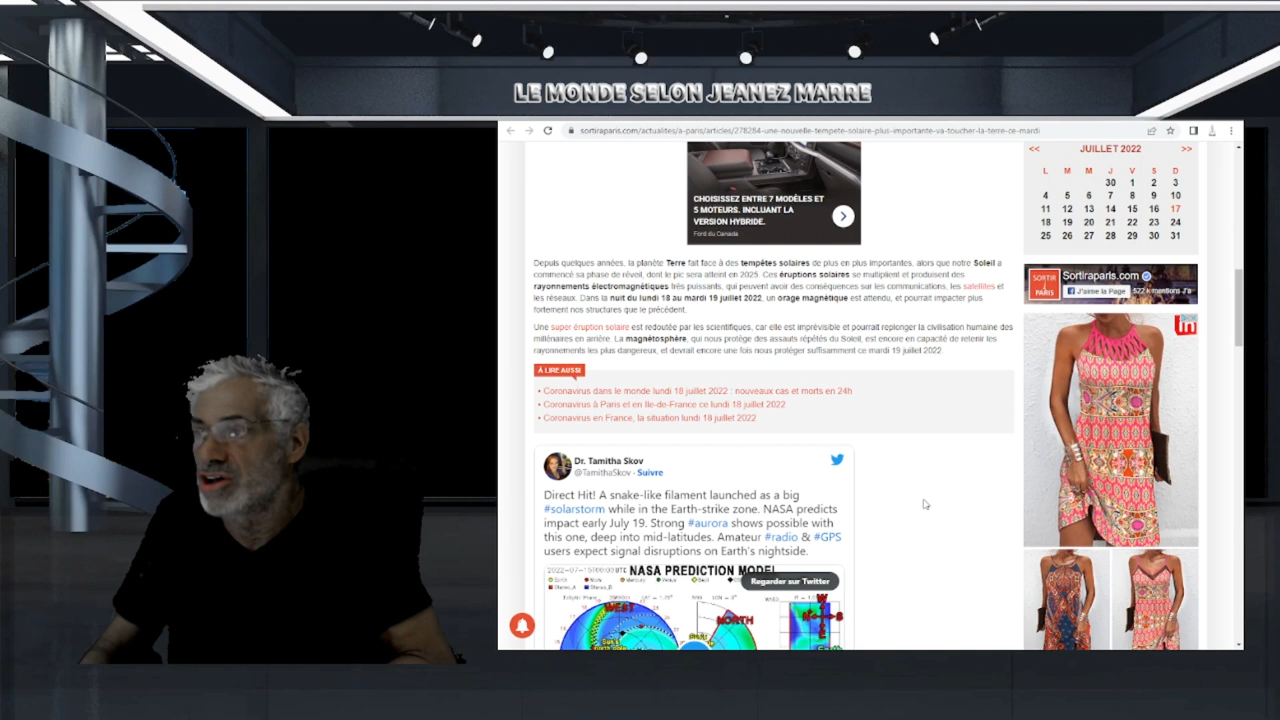 LE MONDE SELON JEANEZ MARRE
sortiraparis.com/actualites/a-paris/articles/278284-une-nouvelle-tempete-solaire-plus-importante-va-toucher-la-terre-ce-mardi
CHOISISSEZ ENTRE 7 MODÈLES ET
5 MOTEURS. INCLUANT LA
VERSION HYBRIDE.
Ford du Canada
Depuis quelques années, la planète Terre fait face à des tempêtes solaires de plus en plus importantes, alors que notre Soleil a
commencé sa phase de réveil, dont le pic sera atteint en 2025. Ces éruptions solaires se multiplient et produisent des
rayonnements électromagnétiques très puissants, qui peuvent avoir des conséquences sur les communications, les satellites et
les réseaux. Dans la nuit du lundi 18 au mardi 19 juillet 2022, un orage magnétique est attendu, et pourrait impacter plus
fortement nos structures que le précédent.
Une super éruption solaire est redoutée par les scientifiques, car elle est imprévisible et pourrait replonger la civilisation humaine des
millénaires en arrière. La magnétosphère, qui nous protège des assauts répétés du Soleil, est encore en capacité de retenir les
rayonnements les plus dangereux, et devrait encore une fois nous protéger suffisamment ce mardi 19 juillet 2022.
À LIRE AUSSI
• Coronavirus dans le monde lundi 18 juillet 2022 : nouveaux cas et morts en 24h
• Coronavirus à Paris et en Ile-de-France ce lundi 18 juillet 2022
• Coronavirus en France, la situation lundi 18 juillet 2022
Dr. Tamitha Skov
@TamithaSkov · Suivre
Direct Hit! A snake-like filament launched as a big
#solarstorm while in the Earth-strike zone. NASA predicts
impact early July 19. Strong #aurora shows possible with
this one, deep into mid-latitudes. Amateur #radio & #GPS
users expect signal disruptions on Earth's nightside.
NASA PREDICTION MODEL
Regarder sur Twitter
WEST
NORTH
<< JUILLET 2022 >>
L M M J V S D
30 1 2 3
4 5 6 7 8 9 10
11 12 13 14 15 16 17
18 19 20 21 22 23 24
25 26 27 28 29 30 31
SORTIR
à
PARIS
Sortiraparis.com
J'aime la Page
522 k mentions J'a